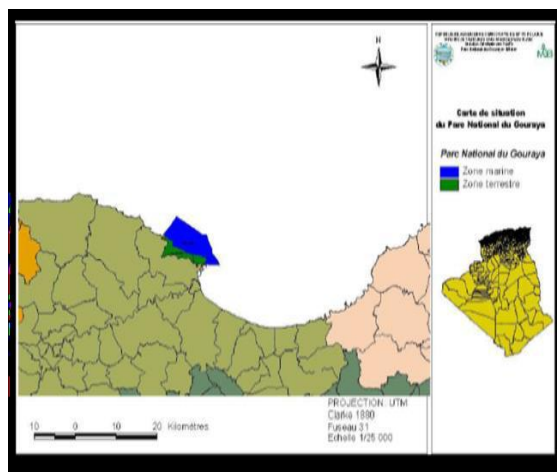 N
Carte de situation
du Parc National du Gouraya
Parc National du Gouraya
Zone marine
Zone terrestre
PROJECTION: UTM
Clarke 1880
Fuseau 31
Echelle 1/25 000
10 0 10 20 Kilomètres